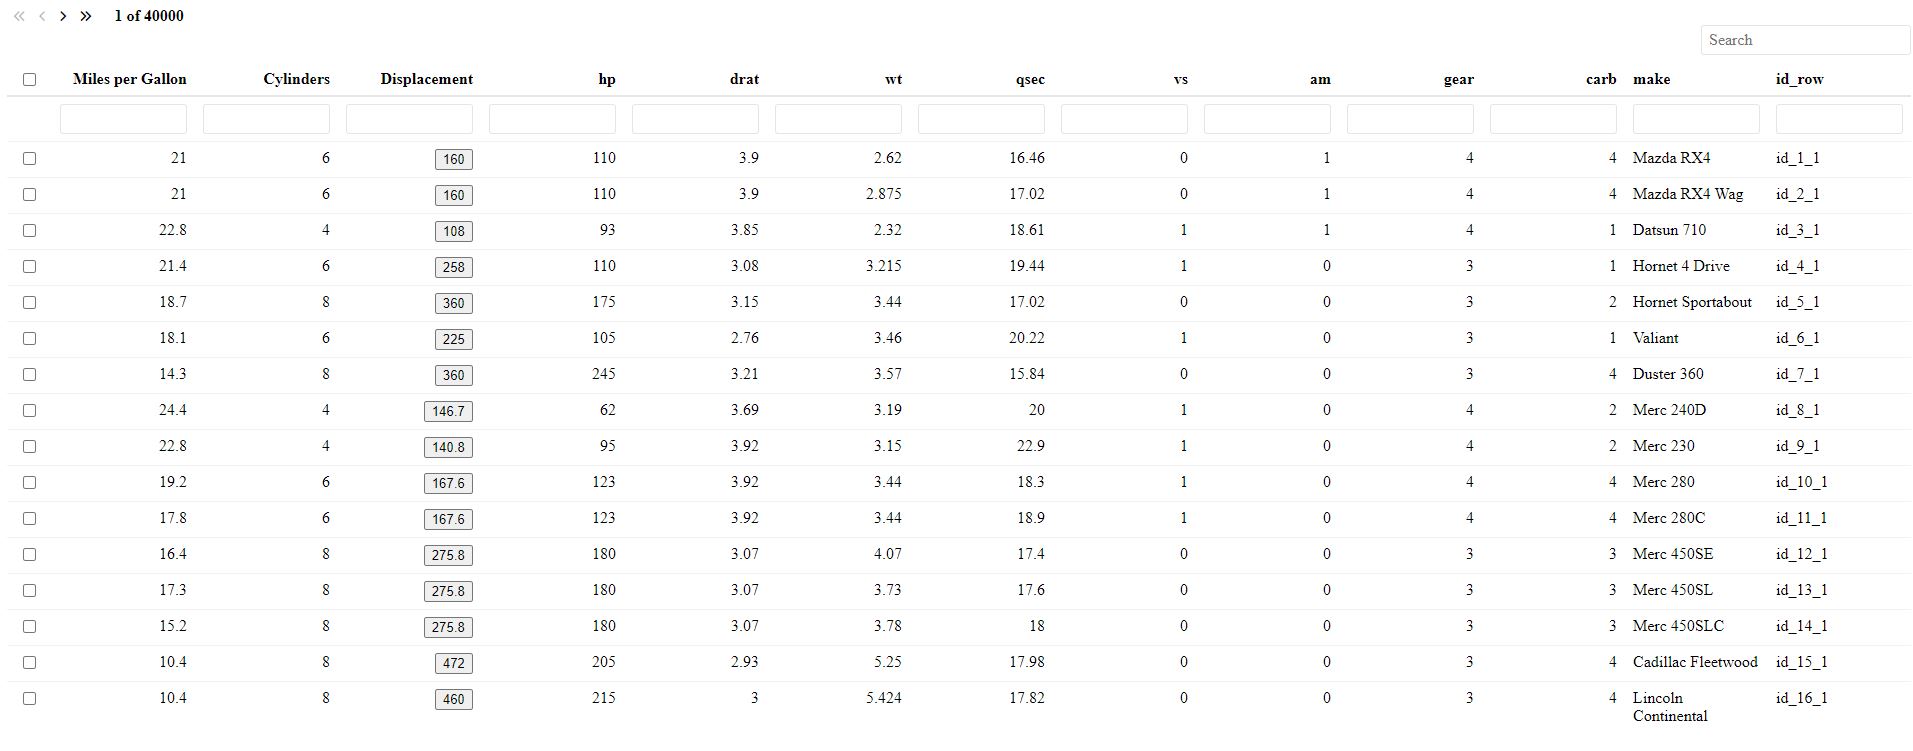 « ‹ › » 1 of 40000
Search
Miles per Gallon Cylinders Displacement hp drat wt qsec vs am gear carb make id_row
21 6 160 110 3.9 2.62 16.46 0 1 4 4 Mazda RX4 id_1_1
21 6 160 110 3.9 2.875 17.02 0 1 4 4 Mazda RX4 Wag id_2_1
22.8 4 108 93 3.85 2.32 18.61 1 1 4 1 Datsun 710 id_3_1
21.4 6 258 110 3.08 3.215 19.44 1 0 3 1 Hornet 4 Drive id_4_1
18.7 8 360 175 3.15 3.44 17.02 0 0 3 2 Hornet Sportabout id_5_1
18.1 6 225 105 2.76 3.46 20.22 1 0 3 1 Valiant id_6_1
14.3 8 360 245 3.21 3.57 15.84 0 0 3 4 Duster 360 id_7_1
24.4 4 146.7 62 3.69 3.19 20 1 0 4 2 Merc 240D id_8_1
22.8 4 140.8 95 3.92 3.15 22.9 1 0 4 2 Merc 230 id_9_1
19.2 6 167.6 123 3.92 3.44 18.3 1 0 4 4 Merc 280 id_10_1
17.8 6 167.6 123 3.92 3.44 18.9 1 0 4 4 Merc 280C id_11_1
16.4 8 275.8 180 3.07 4.07 17.4 0 0 3 3 Merc 450SE id_12_1
17.3 8 275.8 180 3.07 3.73 17.6 0 0 3 3 Merc 450SL id_13_1
15.2 8 275.8 180 3.07 3.78 18 0 0 3 3 Merc 450SLC id_14_1
10.4 8 472 205 2.93 5.25 17.98 0 0 3 4 Cadillac Fleetwood id_15_1
10.4 8 460 215 3 5.424 17.82 0 0 3 4 Lincoln id_16_1
Continental